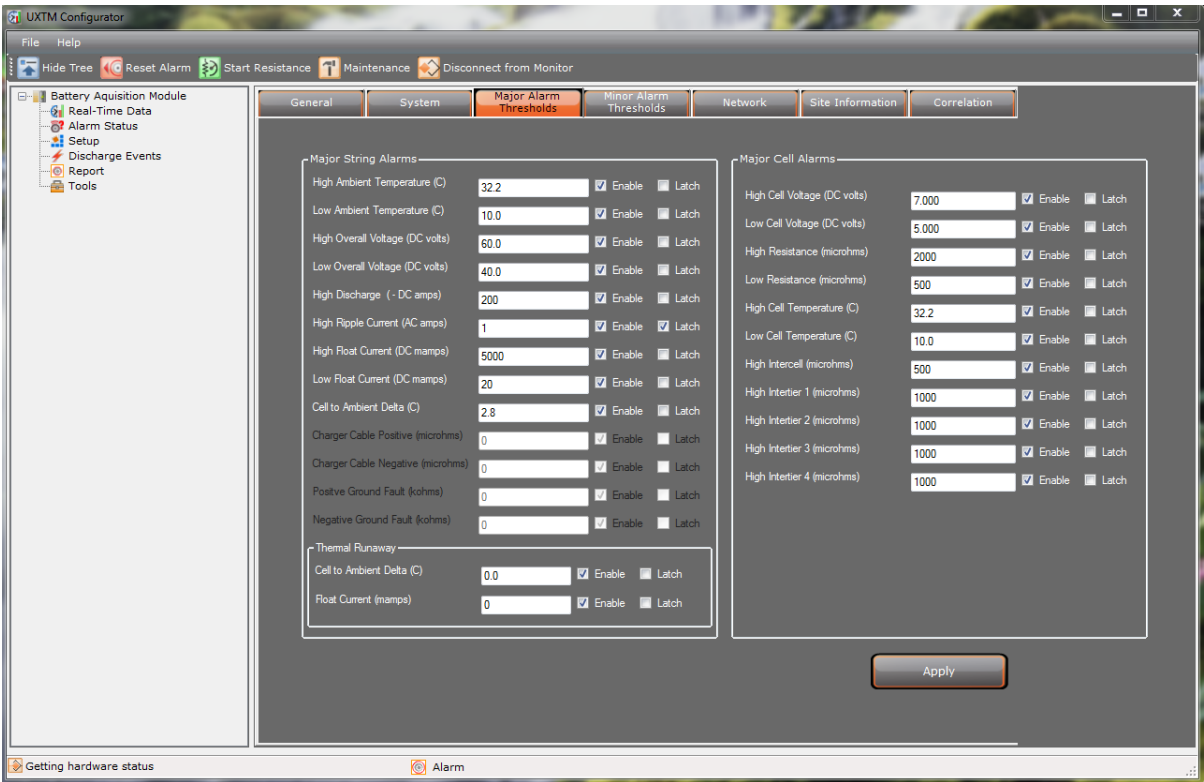 UXTM Configurator
File Help
Hide Tree Reset Alarm Start Resistance Maintenance Disconnect from Monitor
Battery Aquisition Module
Real-Time Data
Alarm Status
Setup
Discharge Events
Report
Tools
General System Major Alarm Thresholds Minor Alarm Thresholds Network Site Information Correlation
Major String Alarms
High Ambient Temperature (C) 32.2 Enable Latch
Low Ambient Temperature (C) 10.0 Enable Latch
High Overall Voltage (DC volts) 60.0 Enable Latch
Low Overall Voltage (DC volts) 40.0 Enable Latch
High Discharge ( - DC amps) 200 Enable Latch
High Ripple Current (AC amps) 1 Enable Latch
High Float Current (DC mamps) 5000 Enable Latch
Low Float Current (DC mamps) 20 Enable Latch
Cell to Ambient Delta (C) 2.8 Enable Latch
Charger Cable Positive (microhms) 0 Enable Latch
Charger Cable Negative (microhms) 0 Enable Latch
Positve Ground Fault (kohms) 0 Enable Latch
Negative Ground Fault (kohms) 0 Enable Latch
Thermal Runaway
Cell to Ambient Delta (C) 0.0 Enable Latch
Float Current (mamps) 0 Enable Latch
Major Cell Alarms
High Cell Voltage (DC volts) 7.000 Enable Latch
Low Cell Voltage (DC volts) 5.000 Enable Latch
High Resistance (microhms) 2000 Enable Latch
Low Resistance (microhms) 500 Enable Latch
High Cell Temperature (C) 32.2 Enable Latch
Low Cell Temperature (C) 10.0 Enable Latch
High Intercell (microhms) 500 Enable Latch
High Intertier 1 (microhms) 1000 Enable Latch
High Intertier 2 (microhms) 1000 Enable Latch
High Intertier 3 (microhms) 1000 Enable Latch
High Intertier 4 (microhms) 1000 Enable Latch
Apply
Getting hardware status Alarm